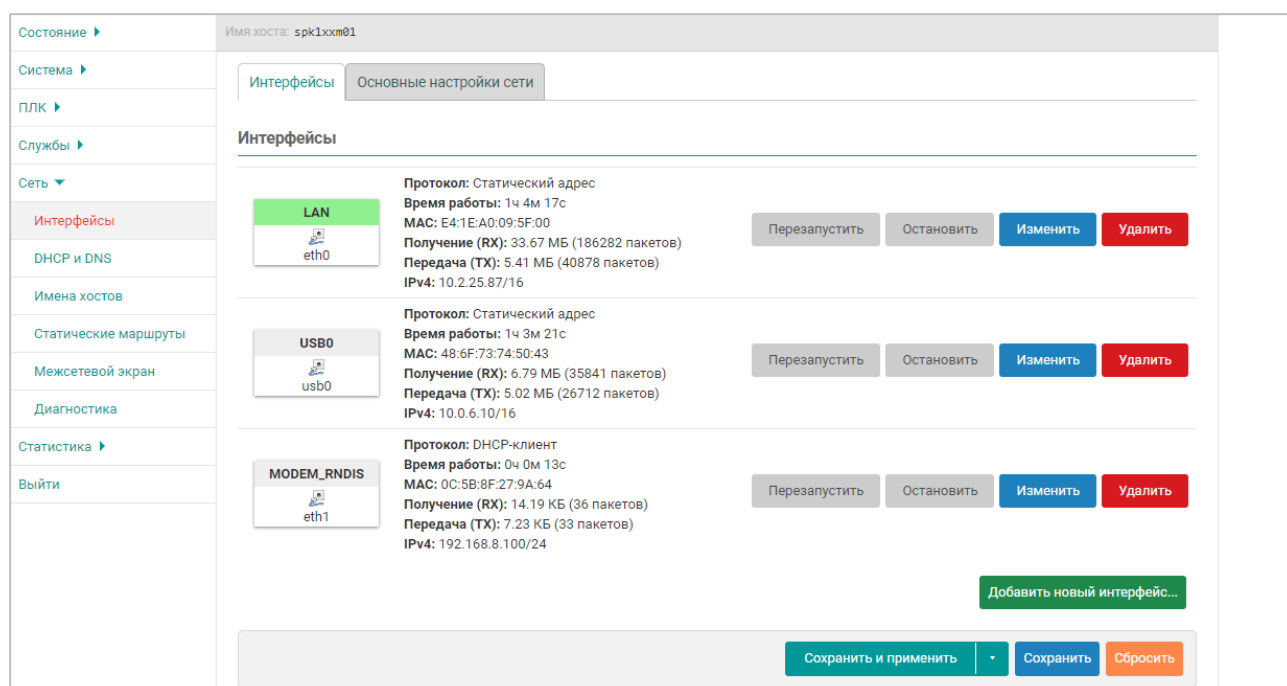 Состояние
Имя хоста: spk1xxm01
Система
Интерфейсы
Основные настройки сети
ПЛК
Службы
Интерфейсы
Сеть
Интерфейсы
DHCP и DNS
Имена хостов
Статические маршруты
Межсетевой экран
Диагностика
Статистика
Выйти
LAN
eth0
Протокол: Статический адрес
Время работы: 1ч 4м 17с
MAC: E4:1E:A0:09:5F:00
Получение (RX): 33.67 МБ (186282 пакетов)
Передача (TX): 5.41 МБ (40878 пакетов)
IPv4: 10.2.25.87/16
Перезапустить Остановить Изменить Удалить
USB0
usb0
Протокол: Статический адрес
Время работы: 1ч 3м 21с
MAC: 48:6F:73:74:50:43
Получение (RX): 6.79 МБ (35841 пакетов)
Передача (TX): 5.02 МБ (26712 пакетов)
IPv4: 10.0.6.10/16
Перезапустить Остановить Изменить Удалить
MODEM_RNDIS
eth1
Протокол: DHCP-клиент
Время работы: 0ч 0м 13с
MAC: 0C:5B:8F:27:9A:64
Получение (RX): 14.19 КБ (36 пакетов)
Передача (TX): 7.23 КБ (33 пакетов)
IPv4: 192.168.8.100/24
Перезапустить Остановить Изменить Удалить
Добавить новый интерфейс...
Сохранить и применить Сохранить Сбросить